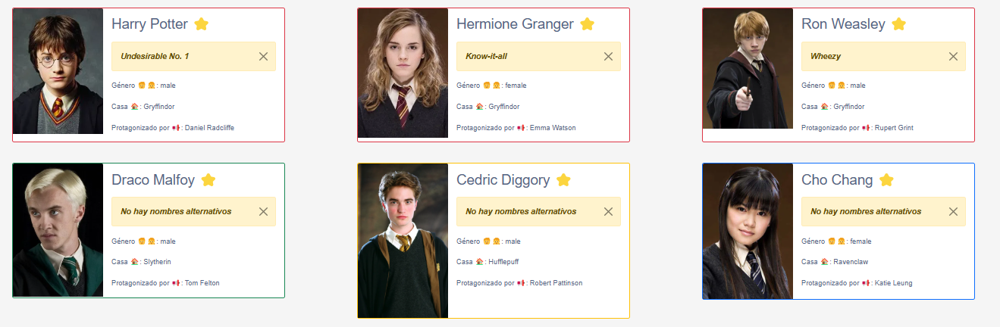 Harry Potter ⭐
Undesirable No. 1 ×
Género 👨 👩 : male
Casa 🏠 : Gryffindor
Protagonizado por : Daniel Radcliffe
Hermione Granger ⭐
Know-it-all ×
Género 👨 👩 : female
Casa 🏠 : Gryffindor
Protagonizado por : Emma Watson
Ron Weasley ⭐
Wheezy ×
Género 👨 👩 : male
Casa 🏠 : Gryffindor
Protagonizado por : Rupert Grint
Draco Malfoy ⭐
No hay nombres alternativos ×
Género 👨 👩 : male
Casa 🏠 : Slytherin
Protagonizado por : Tom Felton
Cedric Diggory ⭐
No hay nombres alternativos ×
Género 👨 👩 : male
Casa 🏠 : Hufflepuff
Protagonizado por : Robert Pattinson
Cho Chang ⭐
No hay nombres alternativos ×
Género 👨 👩 : female
Casa 🏠 : Ravenclaw
Protagonizado por : Katie Leung